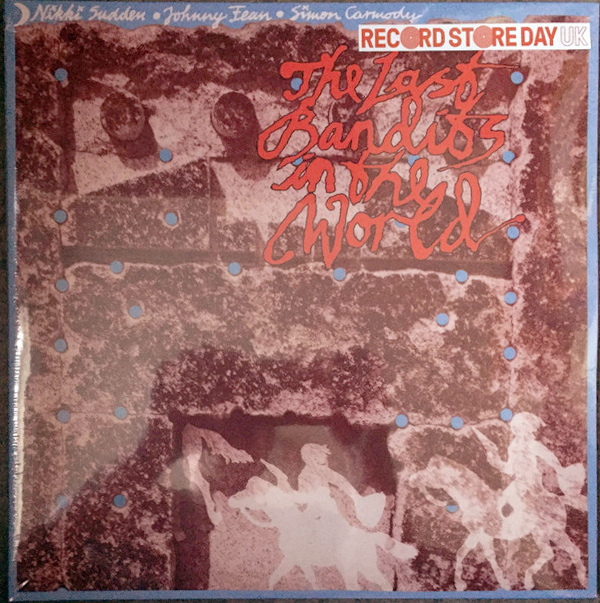 Nikki Sudden • Johnny Fean • Simon Carmody
RECORD STORE DAY UK
The Last
Bandits
in the
World